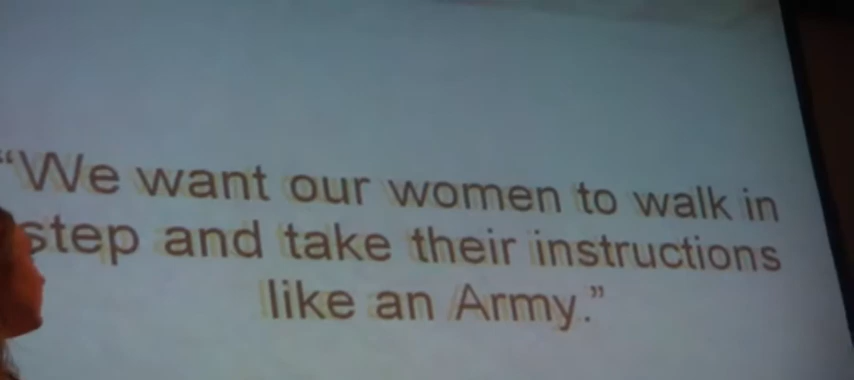 “We want our women to walk in
step and take their instructions
like an Army.”